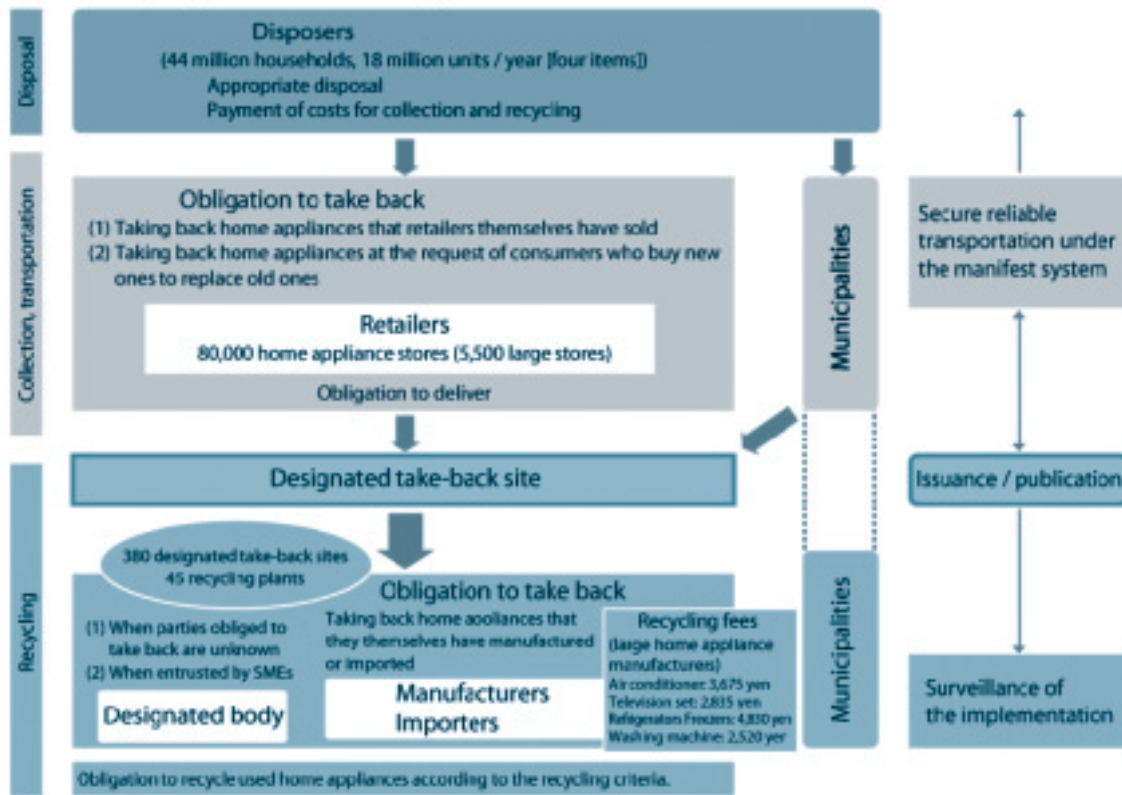 Disposal
Disposers
(44 million households, 18 million units / year [four items])
Appropriate disposal
Payment of costs for collection and recycling
Collection, transportation
Obligation to take back
(1) Taking back home appliances that retailers themselves have sold
(2) Taking back home appliances at the request of consumers who buy new
ones to replace old ones
Retailers
80,000 home appliance stores (5,500 large stores)
Obligation to deliver
Municipalities
Secure reliable
transportation under
the manifest system
Recycling
Designated take-back site
Issuance / publication
380 designated take-back sites
45 recycling plants
(1) When parties obliged to
take back are unknown
(2) When entrusted by SMEs
Designated body
Obligation to take back
Taking back home aooliances that
they themselves have manufactured
or imported
Manufacturers
Importers
Recycling fees
(large home appliance
manufacturers)
Air conditioner: 3,675 yen
Television set: 2,835 yen
Refrigerators Freezers: 4,830 yen
Washing machine: 2,520 yer
Municipalities
Surveillance of
the implementation
Obligation to recycle used home appliances according to the recycling criteria.